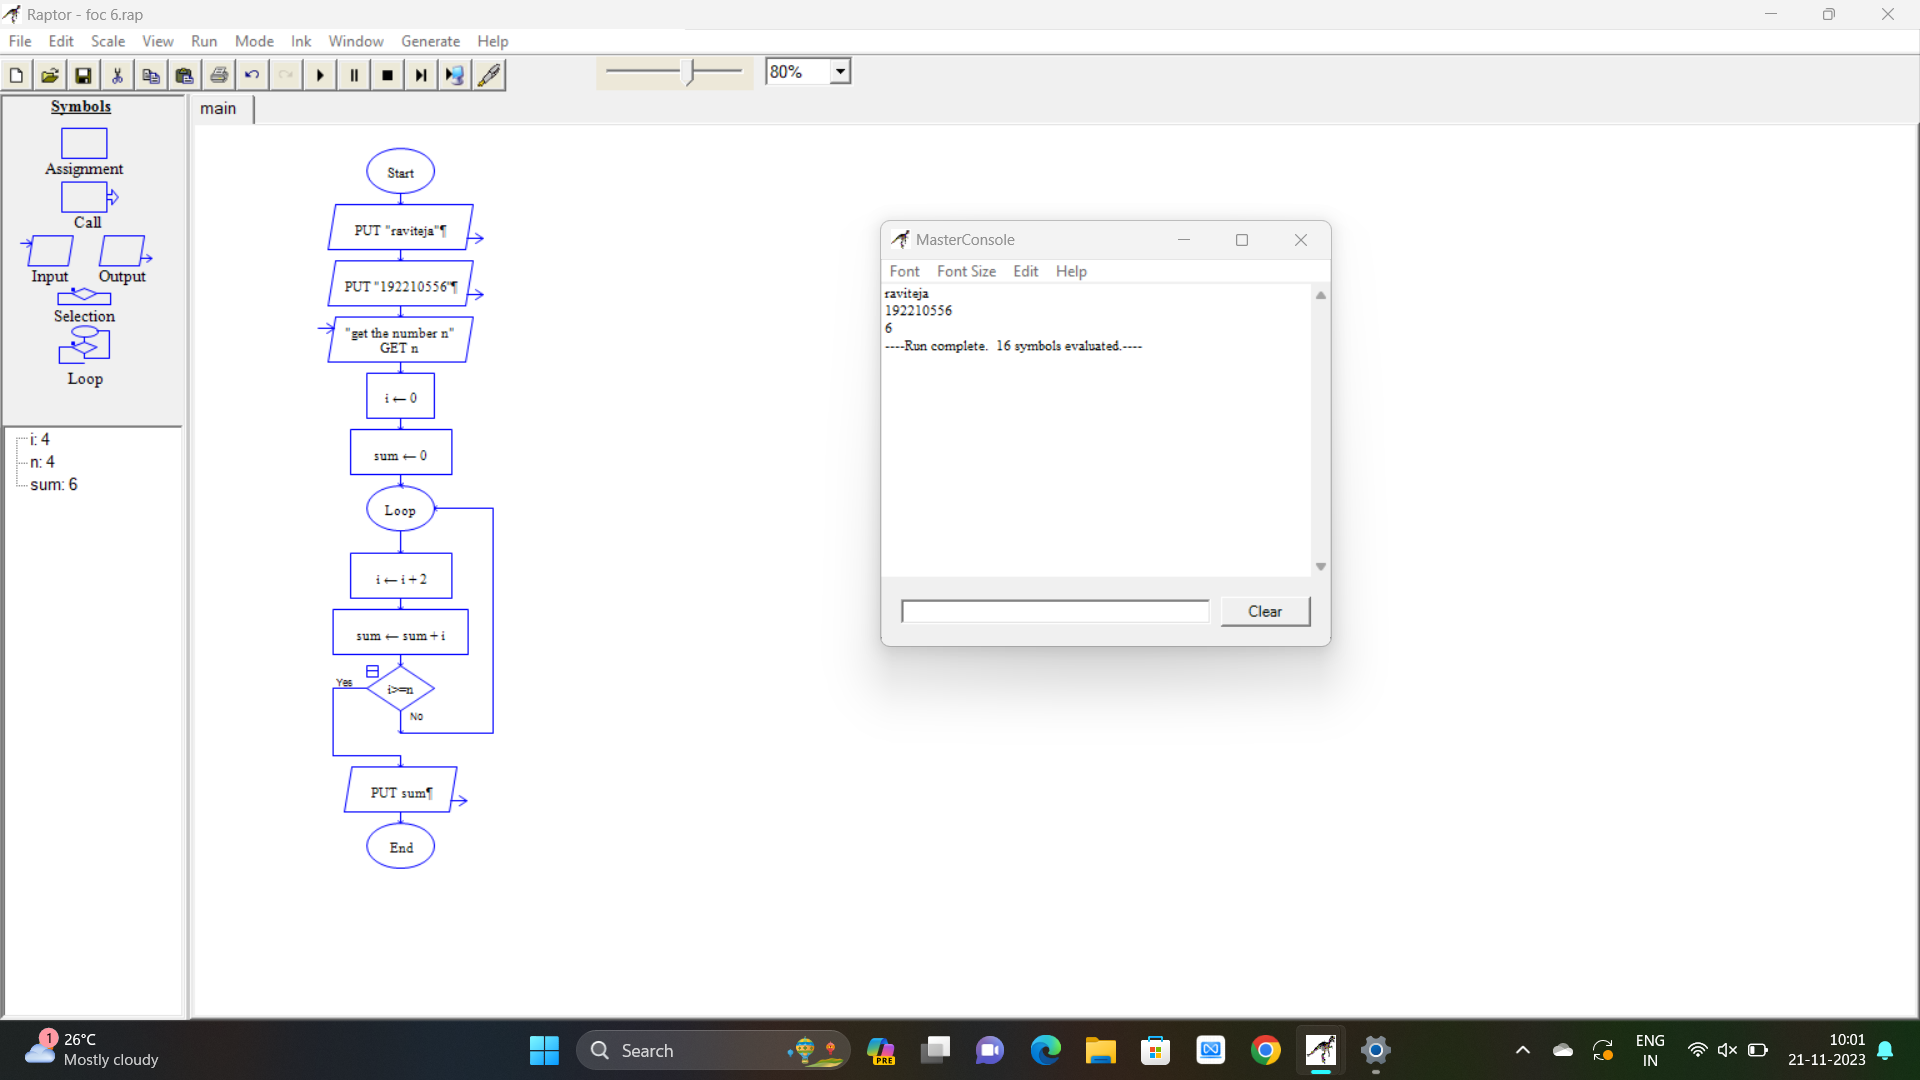 Raptor - foc 6.rap
File Edit Scale View Run Mode Ink Window Generate Help
80%
Symbols
Assignment
Call
Input Output
Selection
Loop
i: 4
n: 4
sum: 6
main
Start
PUT "raviteja"¶
PUT "192210556"¶
"get the number n"
GET n
i ← 0
sum ← 0
Loop
i ← i + 2
sum ← sum + i
Yes
i>=n
No
PUT sum¶
End
MasterConsole
Font Font Size Edit Help
raviteja
192210556
6
----Run complete. 16 symbols evaluated.----
Clear
1
26°C
Mostly cloudy
Search
PRE
ENG
IN
10:01
21-11-2023